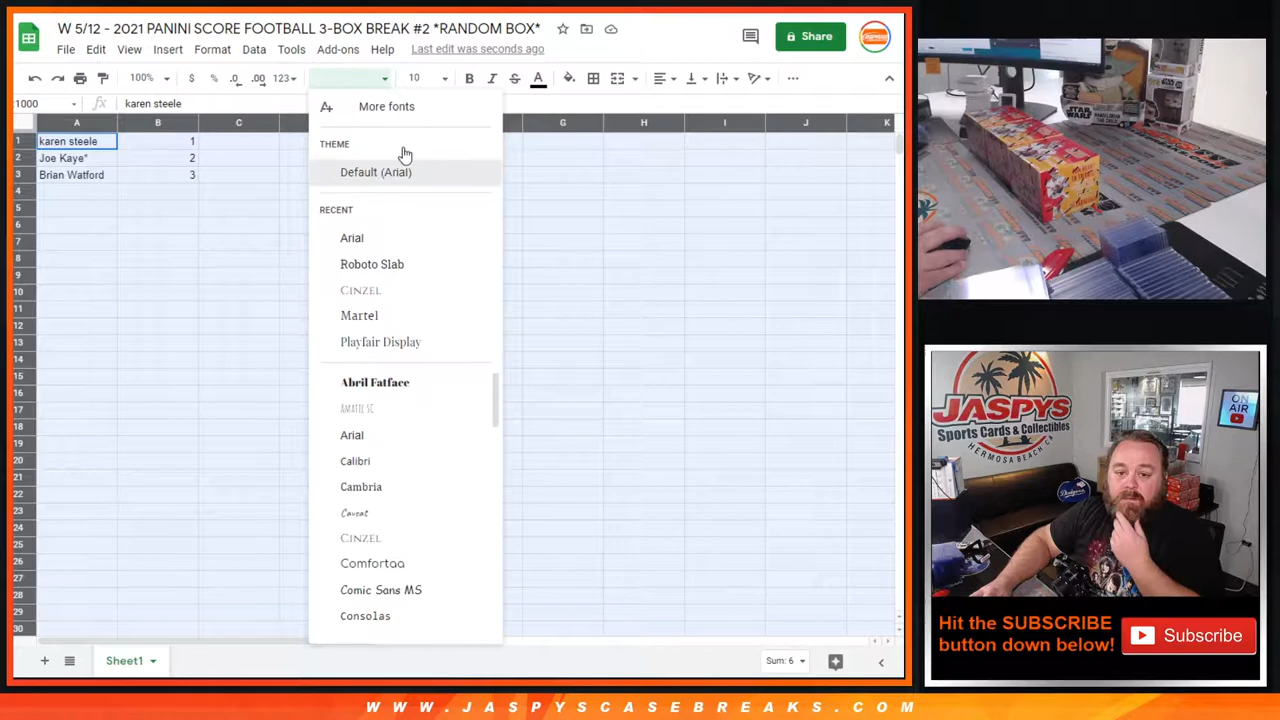 W 5/12 - 2021 PANINI SCORE FOOTBALL 3-BOX BREAK #2 *RANDOM BOX*
File Edit View Insert Format Data Tools Add-ons Help Last edit was seconds ago
Share
100% $ % .0 .00 123 10 B I S A
1000 fx karen steele
A B C G H I J K
1 karen steele 1
2 Joe Kaye* 2
3 Brian Watford 3
4
5
6
7
8
9
10
11
12
13
14
15
16
17
18
19
20
21
22
23
24
25
26
27
28
29
30
More fonts
THEME
Default (Arial)
RECENT
Arial
Roboto Slab
CINZEL
Martel
Playfair Display
Abril Fatface
AMATIC SC
Arial
Calibri
Cambria
Caveat
CINZEL
Comfortaa
Comic Sans MS
Consolas
Sheet1
Sum: 6
STAR WARS
JASPYS
Sports Cards & Collectibles
HERMOSA BEACH CA
ON AIR
Dodgers
Hit the SUBSCRIBE
button down below!
Subscribe
WWW.JASPYSCASEBREAKS.COM